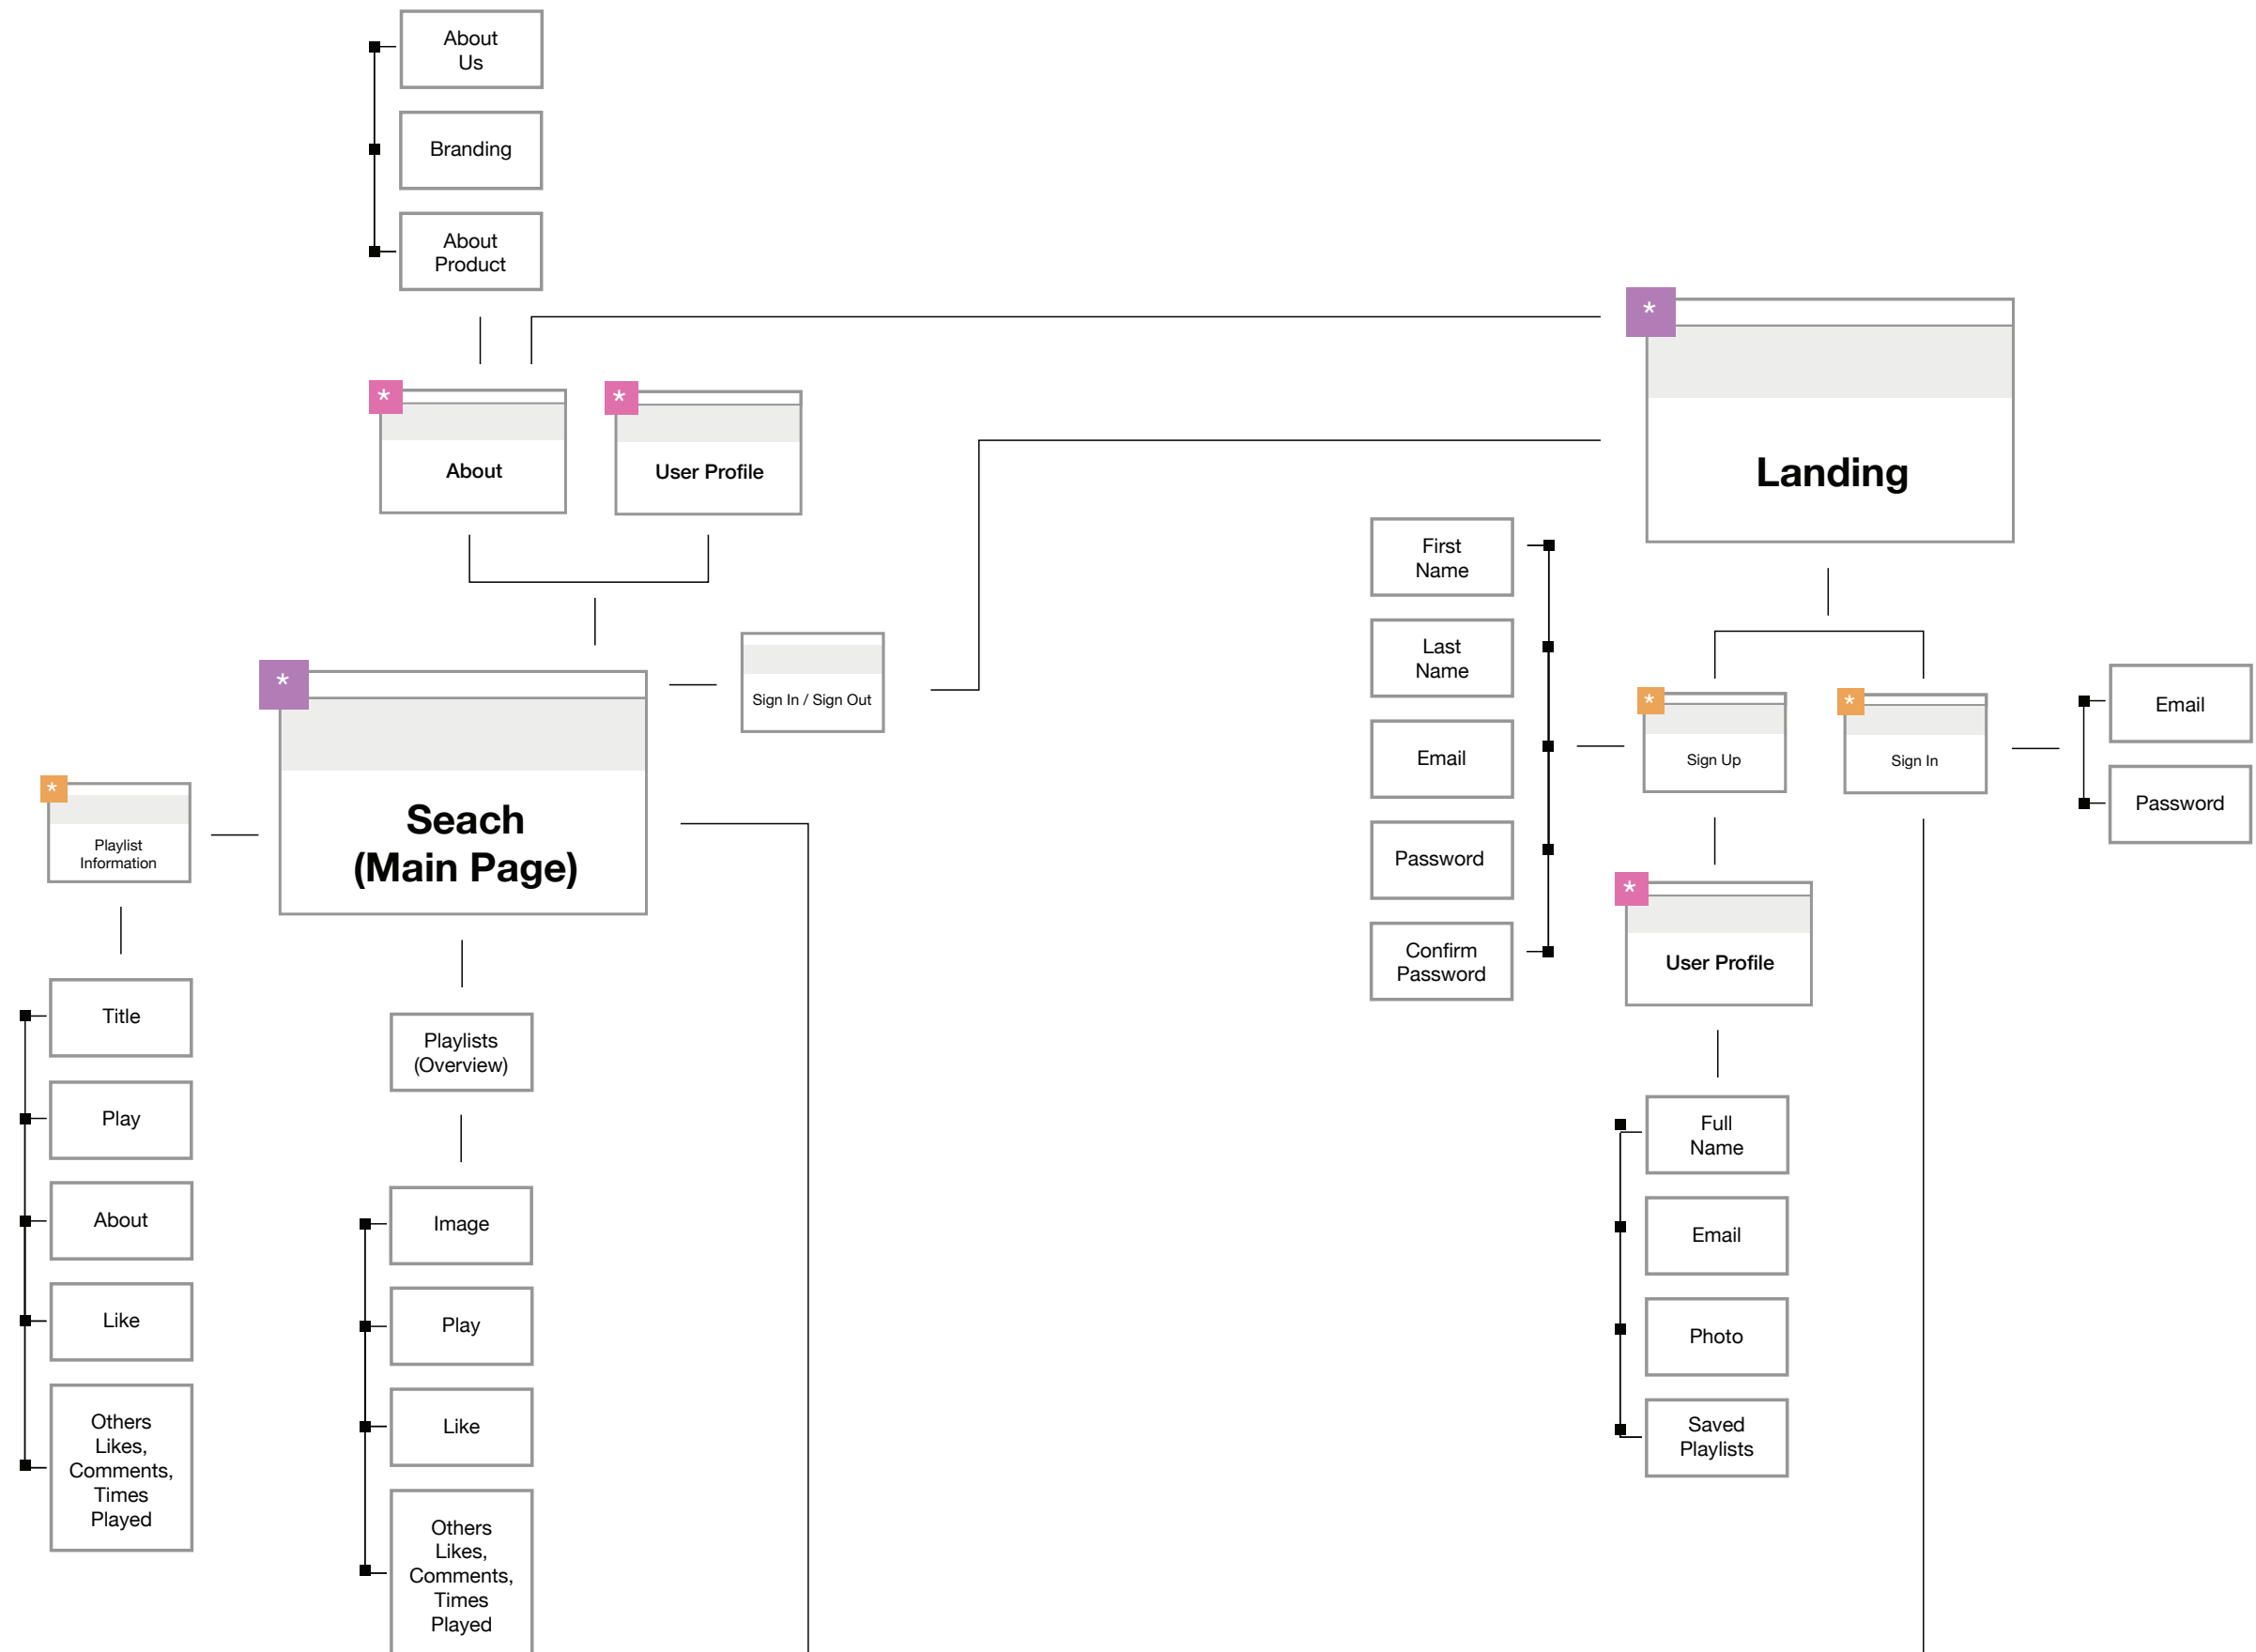 About
Us
Branding
About
Product
*
Landing
*
About
*
User Profile
First
Name
Last
Name
Email
Password
Confirm
Password
Sign In / Sign Out
*
Seach
(Main Page)
*
Playlist
Information
*
Sign Up
*
Sign In
Email
Password
*
User Profile
Title
Play
About
Like
Others
Likes,
Comments,
Times
Played
Playlists
(Overview)
Image
Play
Like
Others
Likes,
Comments,
Times
Played
Full
Name
Email
Photo
Saved
Playlists